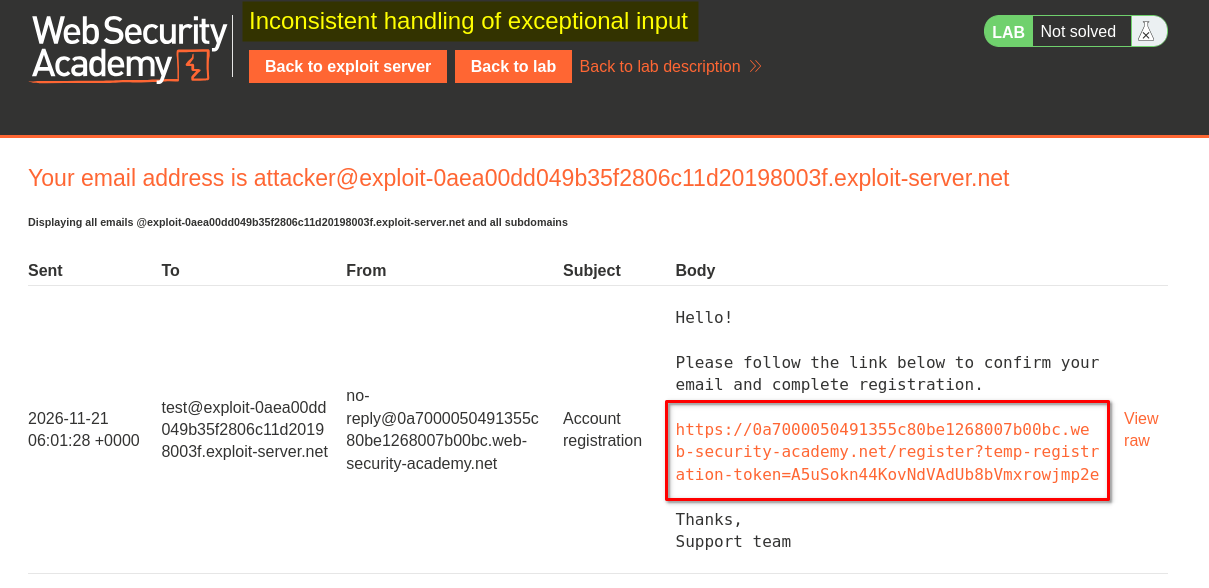 Web Security
Academy
Inconsistent handling of exceptional input
LAB Not solved
Back to exploit server Back to lab Back to lab description
Your email address is attacker@exploit-0aea00dd049b35f2806c11d20198003f.exploit-server.net
Displaying all emails @exploit-0aea00dd049b35f2806c11d20198003f.exploit-server.net and all subdomains
Sent To From Subject Body
2026-11-21
06:01:28 +0000
test@exploit-0aea00dd
049b35f2806c11d2019
8003f.exploit-server.net
no-
reply@0a7000050491355c
80be1268007b00bc.web-
security-academy.net
Account
registration
Hello!
Please follow the link below to confirm your
email and complete registration.
https://0a7000050491355c80be1268007b00bc.we
b-security-academy.net/register?temp-registr
ation-token=A5uSokn44KovNdVAdUb8bVmxrowjmp2e
Thanks,
Support team
View
raw